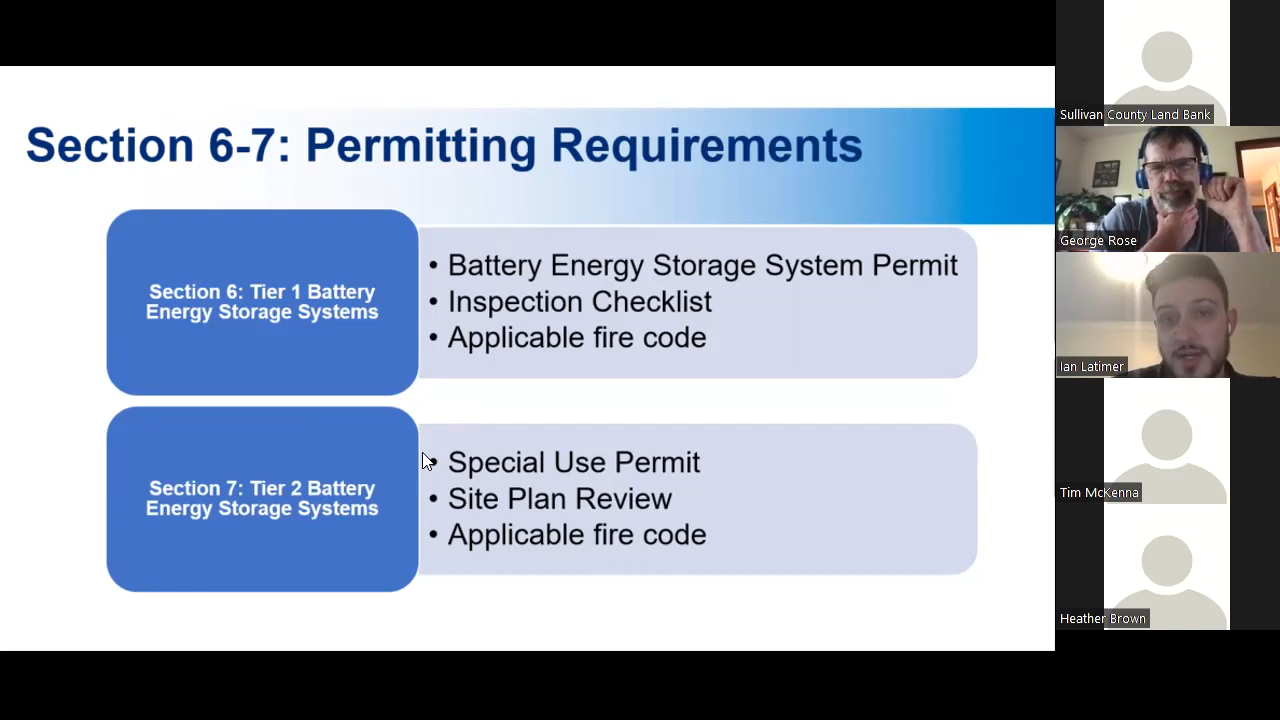 Section 6-7: Permitting Requirements
Section 6: Tier 1 Battery
Energy Storage Systems
• Battery Energy Storage System Permit
• Inspection Checklist
• Applicable fire code
Section 7: Tier 2 Battery
Energy Storage Systems
• Special Use Permit
• Site Plan Review
• Applicable fire code
Sullivan County Land Bank
George Rose
Ian Latimer
Tim McKenna
Heather Brown